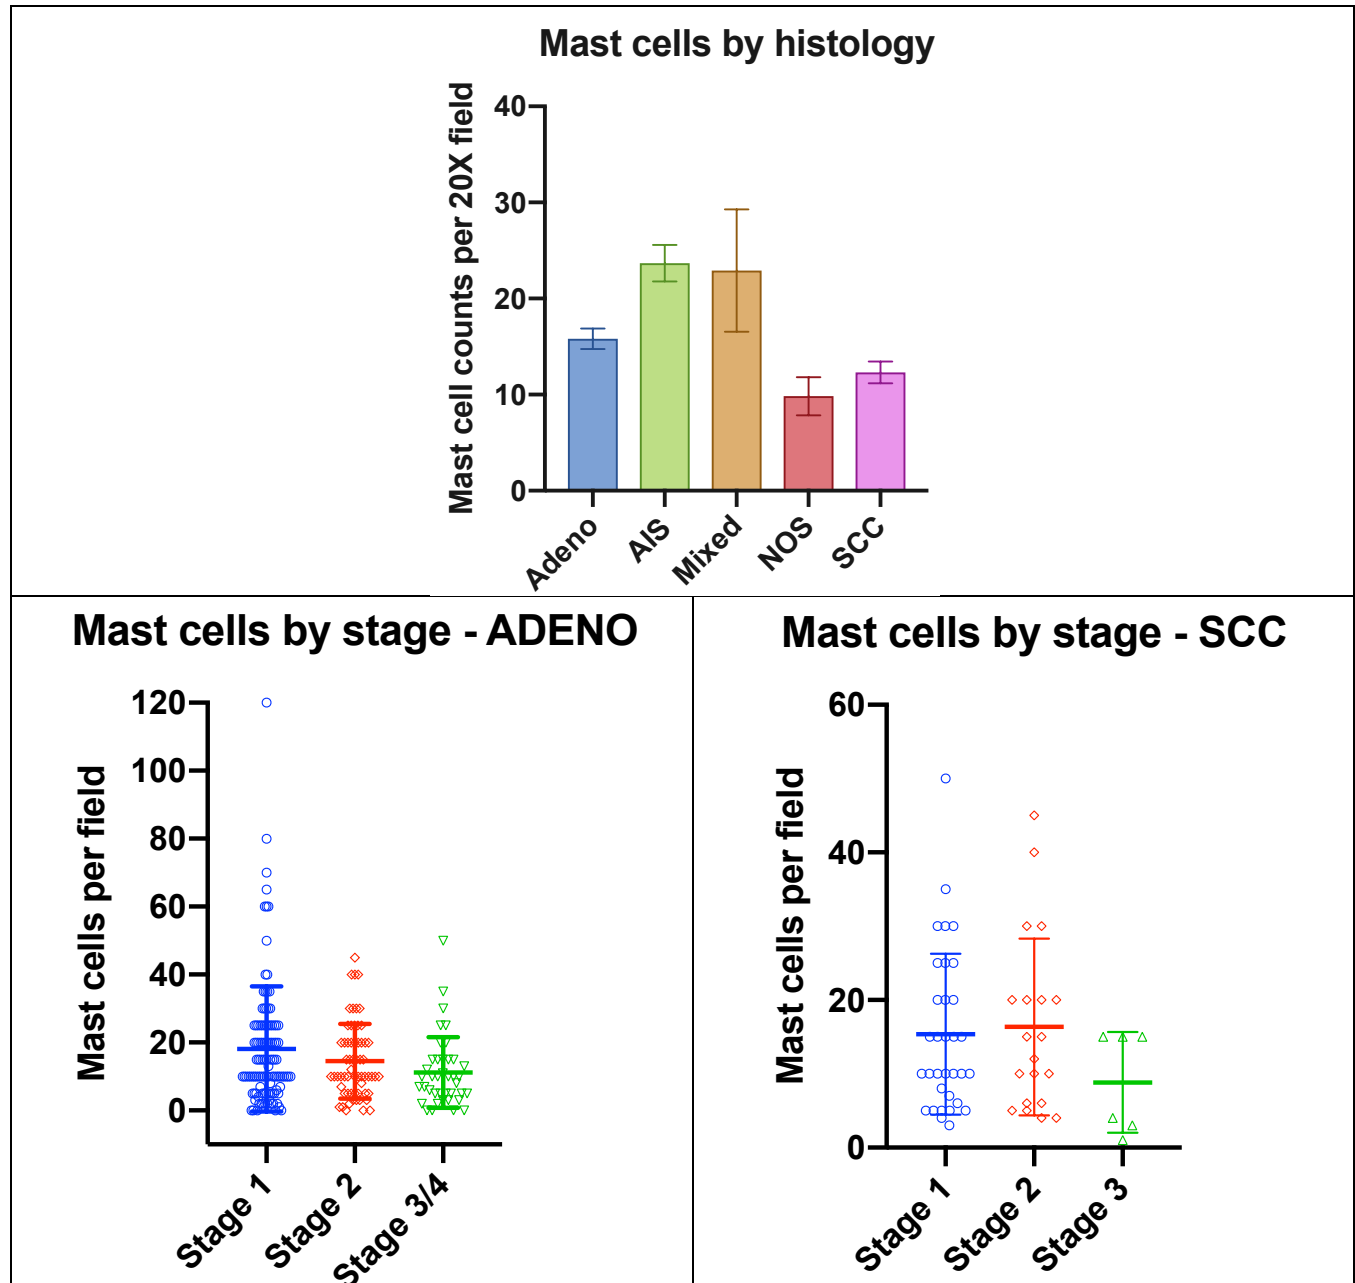 Mast cells by histology
Mast cell counts per 20X field
40
30
20
10
0
Adeno
AIS
Mixed
NOS
SCC
Mast cells by stage - ADENO
Mast cells per field
120
100
80
60
40
20
0
Stage 1
Stage 2
Stage 3/4
Mast cells by stage - SCC
Mast cells per field
60
40
20
0
Stage 1
Stage 2
Stage 3